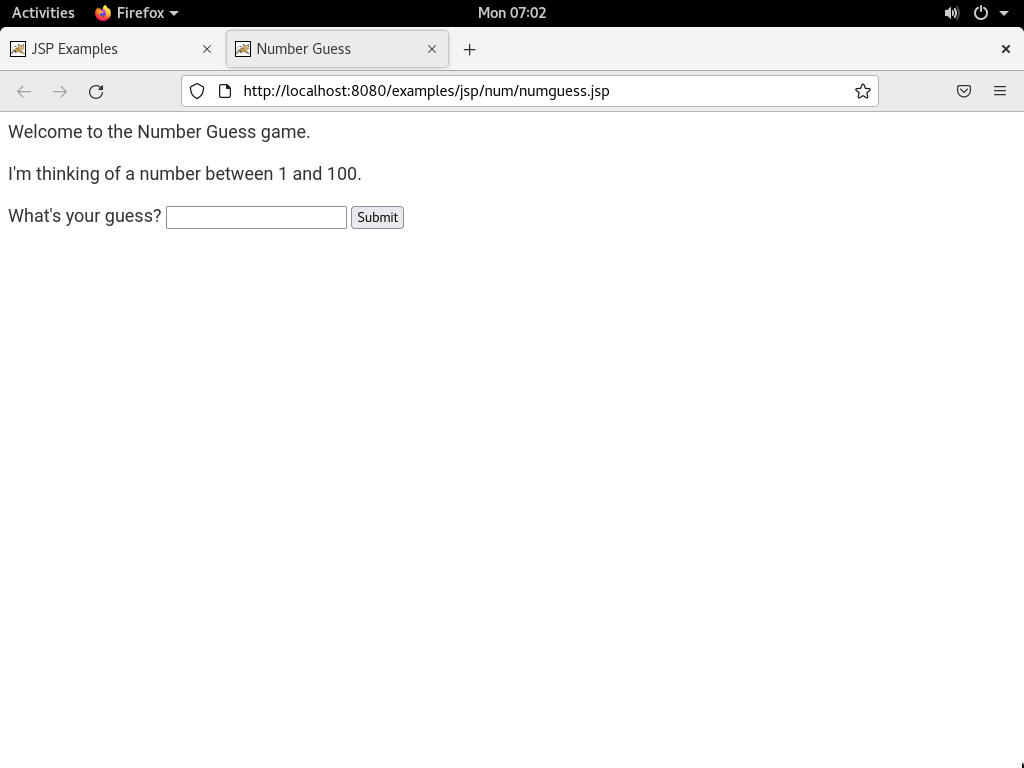 Activities Firefox Mon 07:02
JSP Examples Number Guess
http://localhost:8080/examples/jsp/num/numguess.jsp
Welcome to the Number Guess game.
I'm thinking of a number between 1 and 100.
What's your guess? Submit